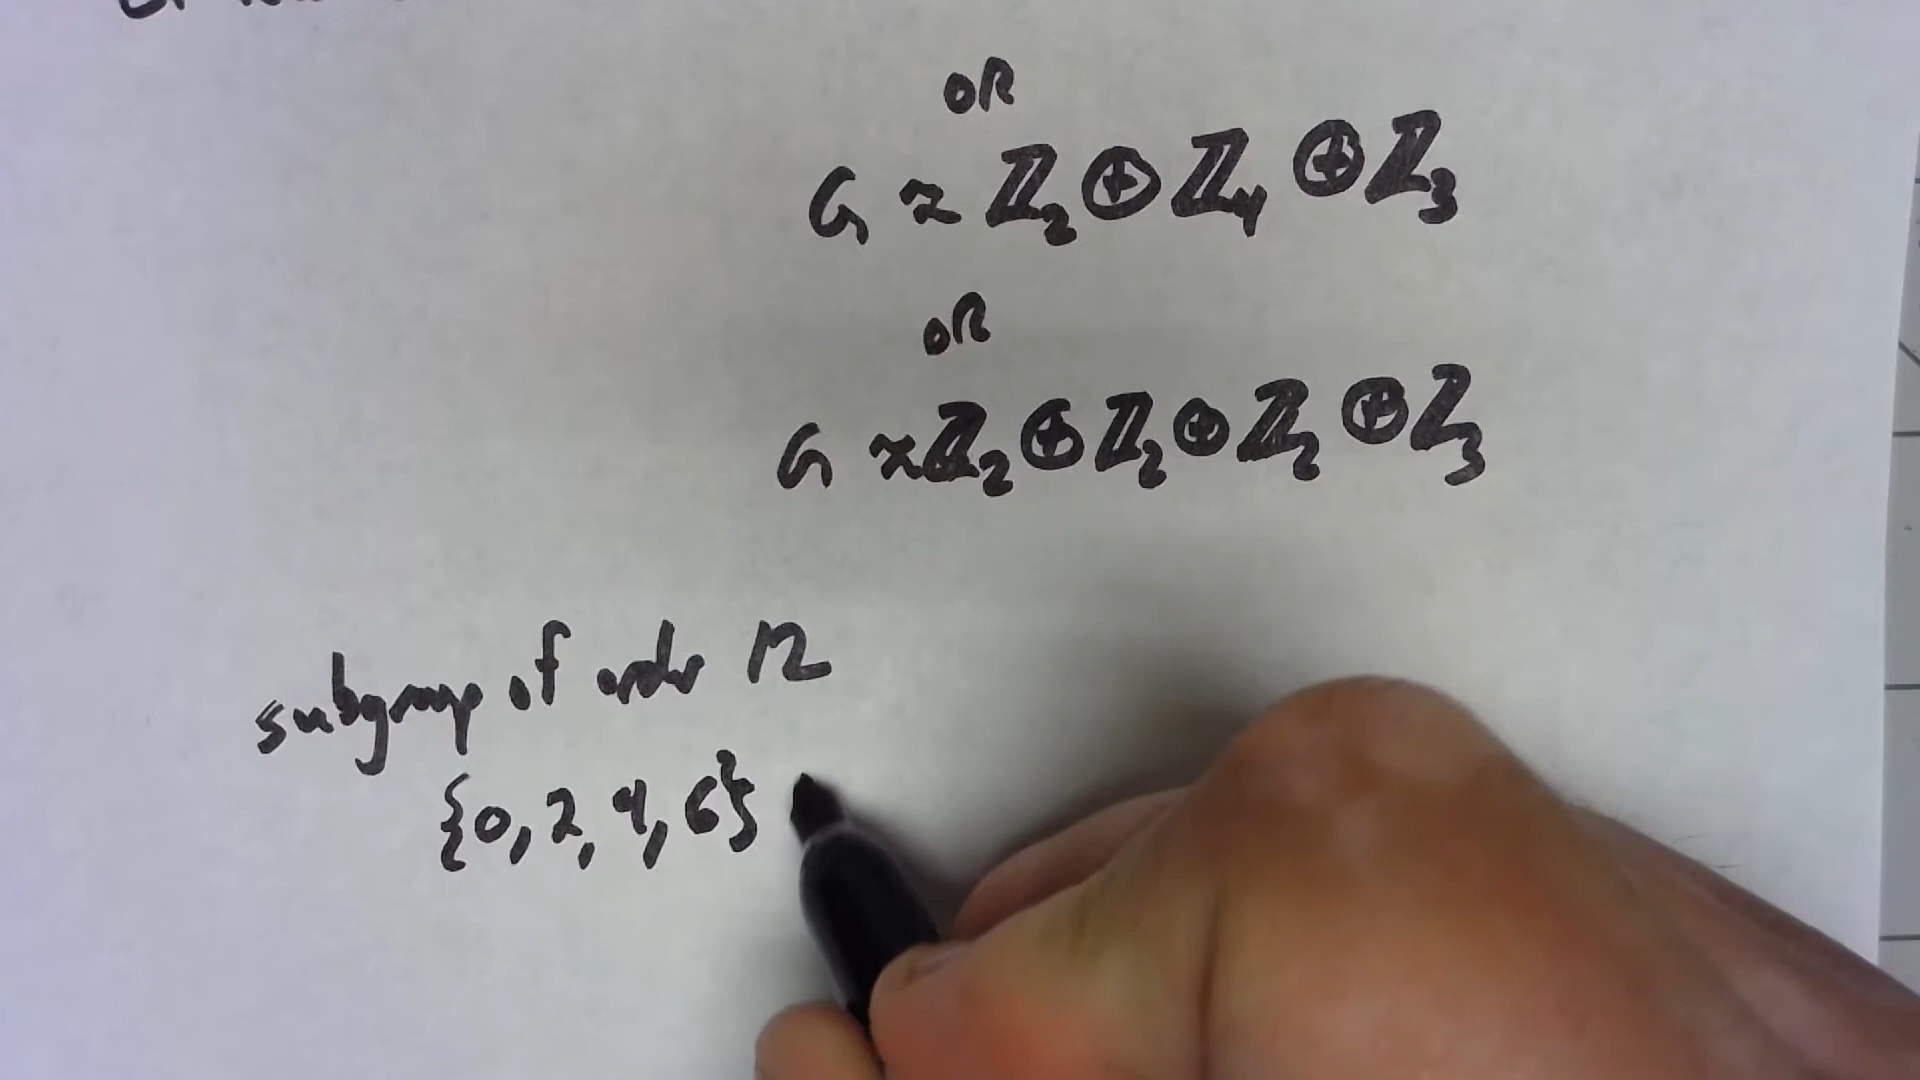 OR
G ≈ ℤ₂ ⊕ ℤ₄ ⊕ ℤ₃
OR
G ≈ ℤ₂ ⊕ ℤ₂ ⊕ ℤ₂ ⊕ ℤ₃
subgroup of order 12
{0, 2, 4, 6}